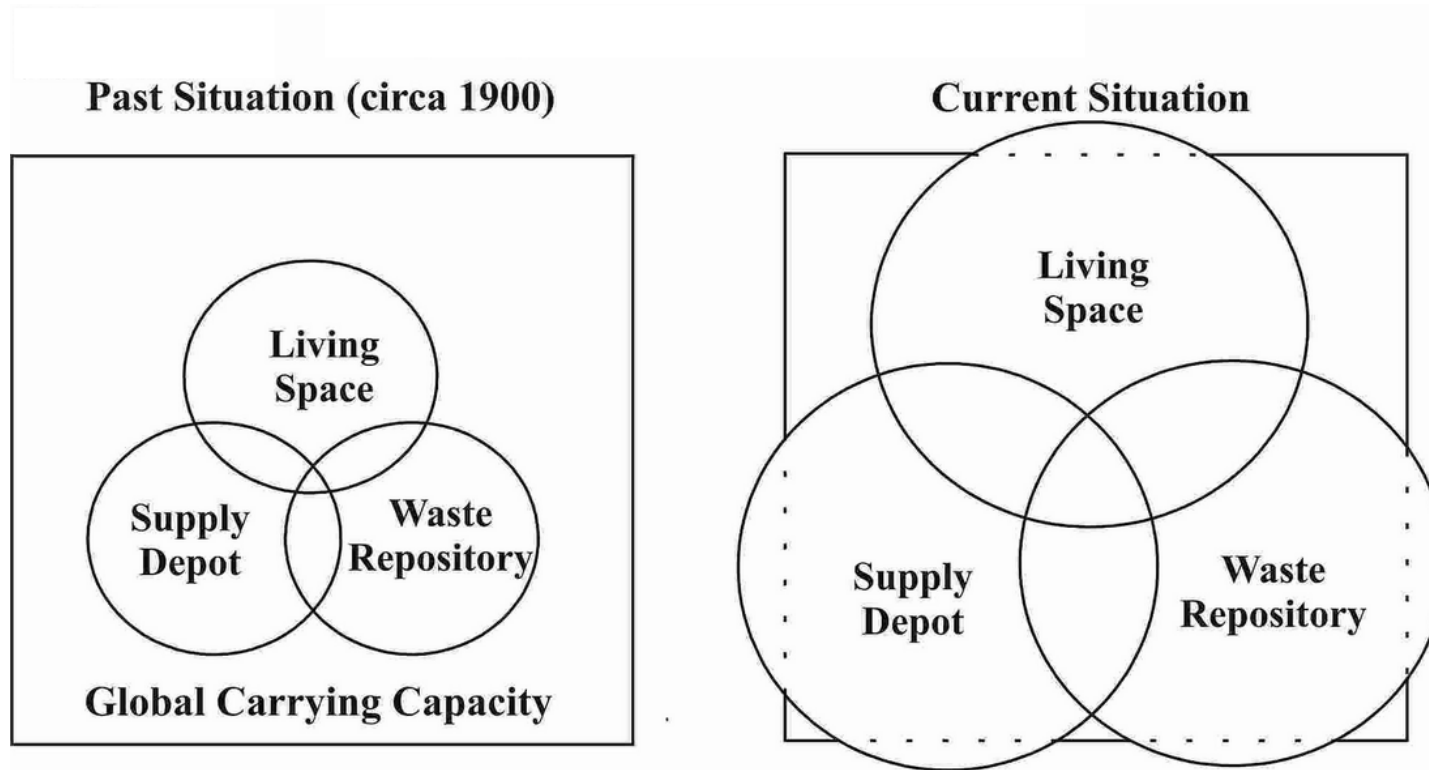 Past Situation (circa 1900)
Living
Space
Supply
Depot
Waste
Repository
Global Carrying Capacity
Current Situation
Living
Space
Supply
Depot
Waste
Repository